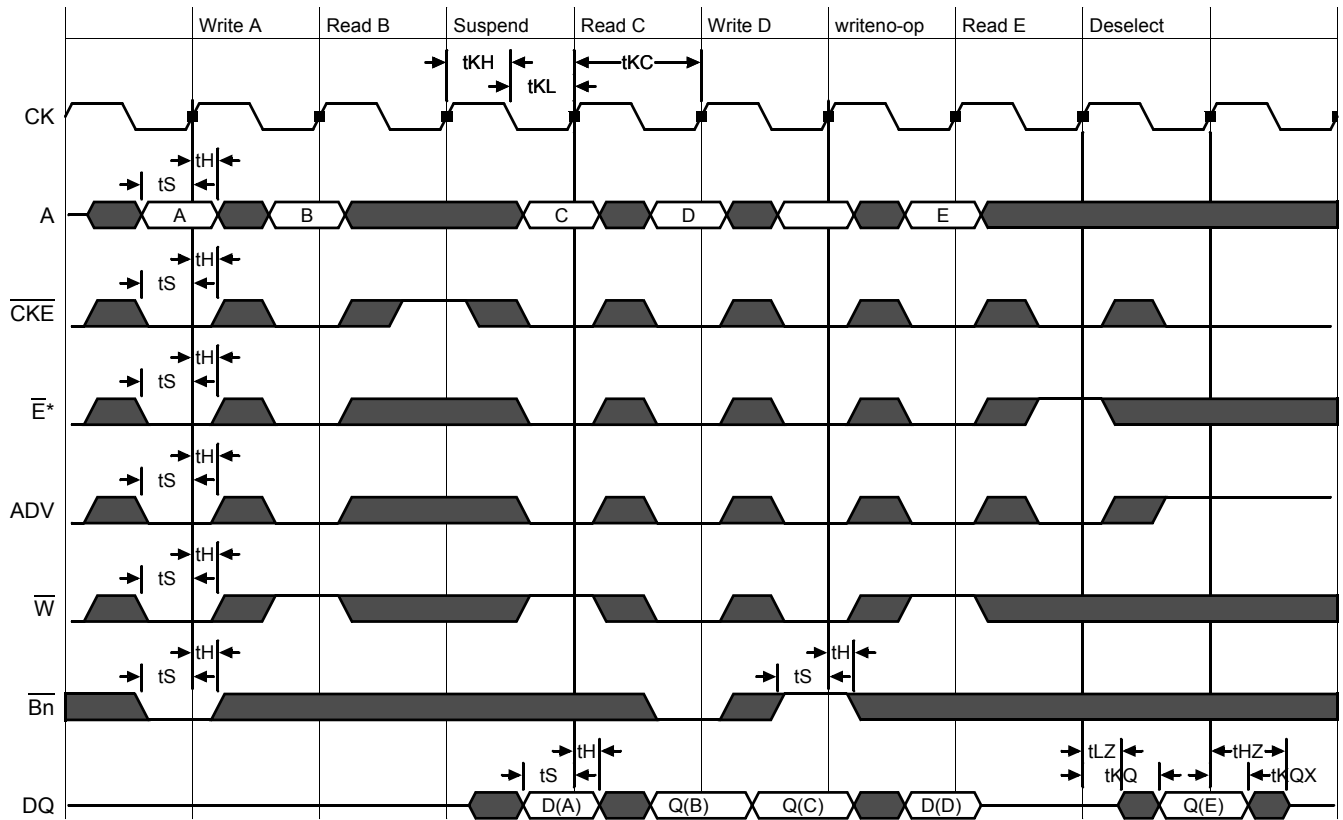 Write A Read B Suspend Read C Write D writeno-op Read E Deselect
tKH tKC
tKL
CK
tH
tS
A A B C D E
tH
tS
CKE
tH
tS
E*
tH
tS
ADV
tH
tS
W
tH tH
tS tS
Bn
tH tLZ tHZ
tS tKQ tKQX
DQ D(A) Q(B) Q(C) D(D) Q(E)